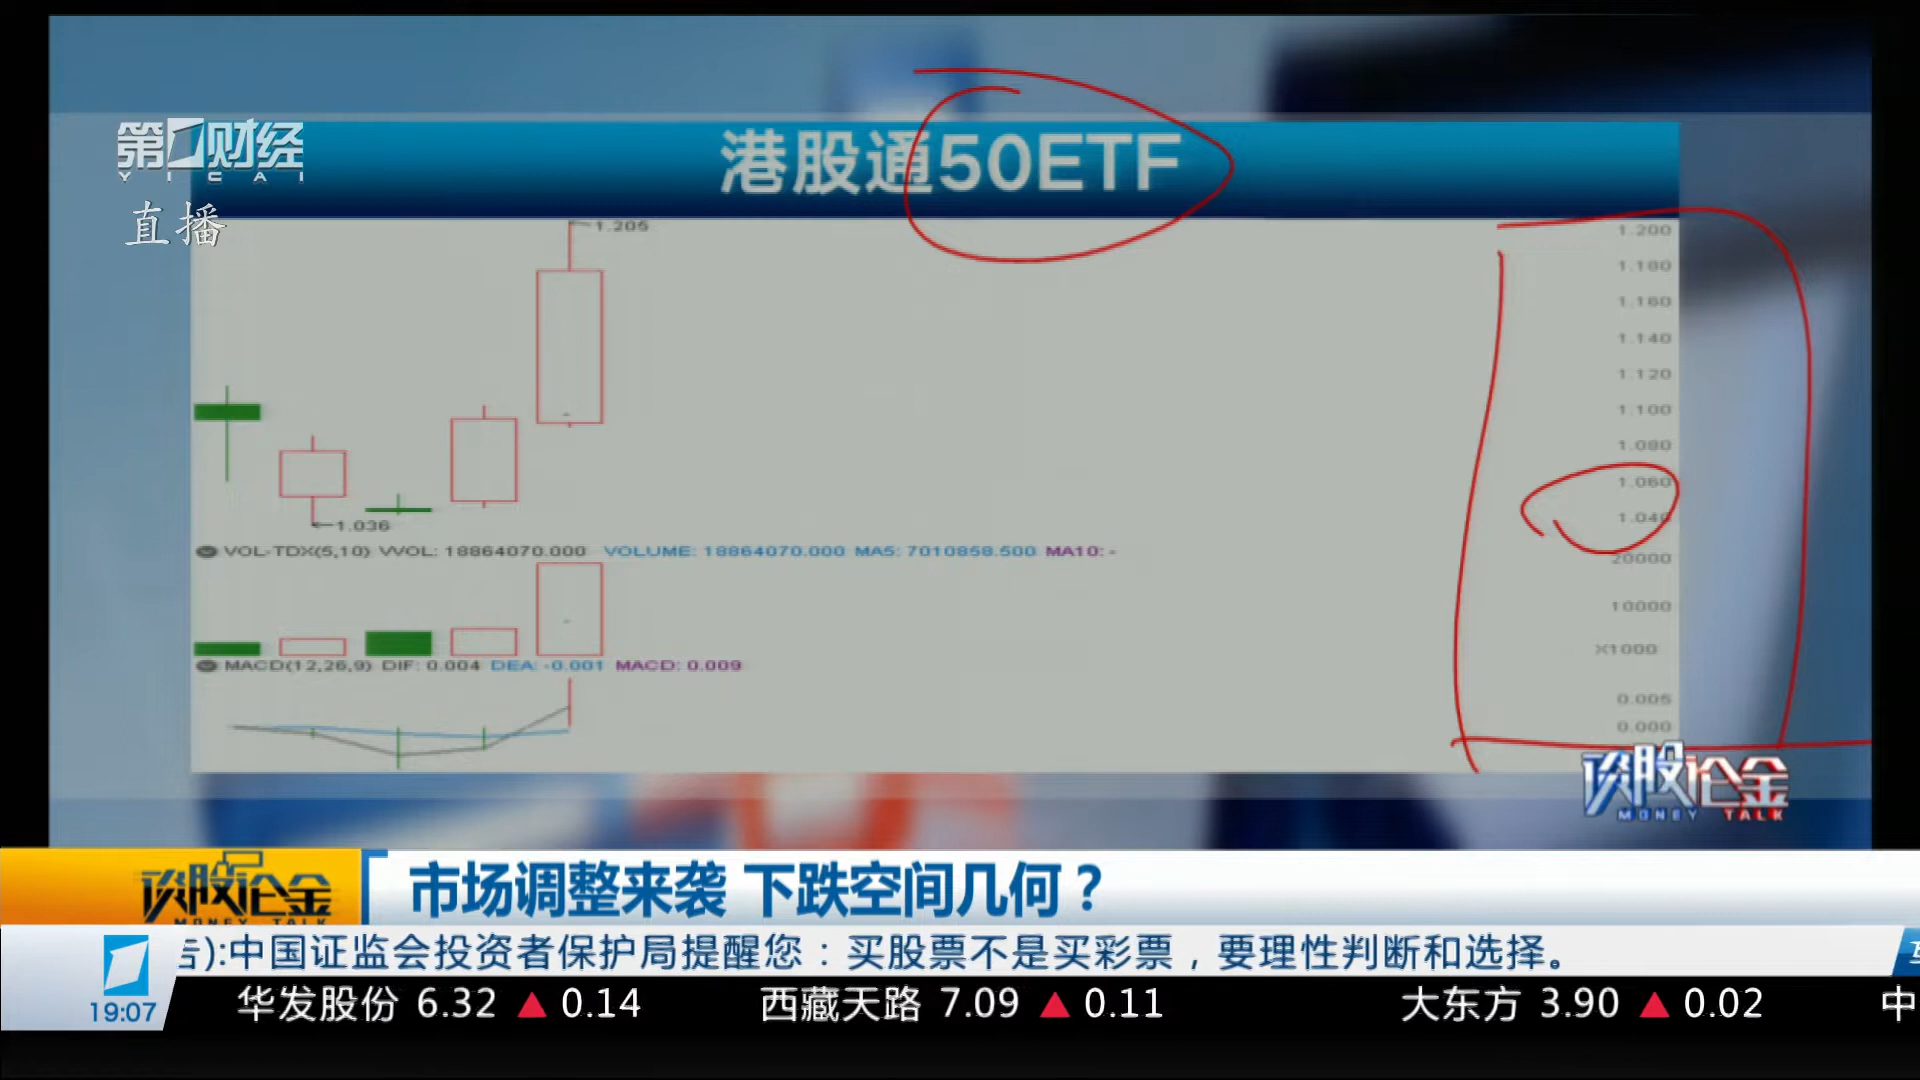 第1财经
YICAI
直播
港股通50ETF
1.205
1.036
1.200
1.180
1.160
1.140
1.120
1.100
1.080
1.060
1.040
VOL-TDX(5,10) VVOL: 18864070.000 VOLUME: 18864070.000 MA5: 7010858.500 MA10: -
20000
10000
X1000
MACD(12,26,9) DIF: 0.004 DEA: -0.001 MACD: 0.009
0.005
0.000
谈股论金
MONEY TALK
谈股论金
MONEY TALK
市场调整来袭 下跌空间几何？
告):中国证监会投资者保护局提醒您：买股票不是买彩票，要理性判断和选择。
19:07
华发股份 6.32 ▲ 0.14 西藏天路 7.09 ▲ 0.11 大东方 3.90 ▲ 0.02 中